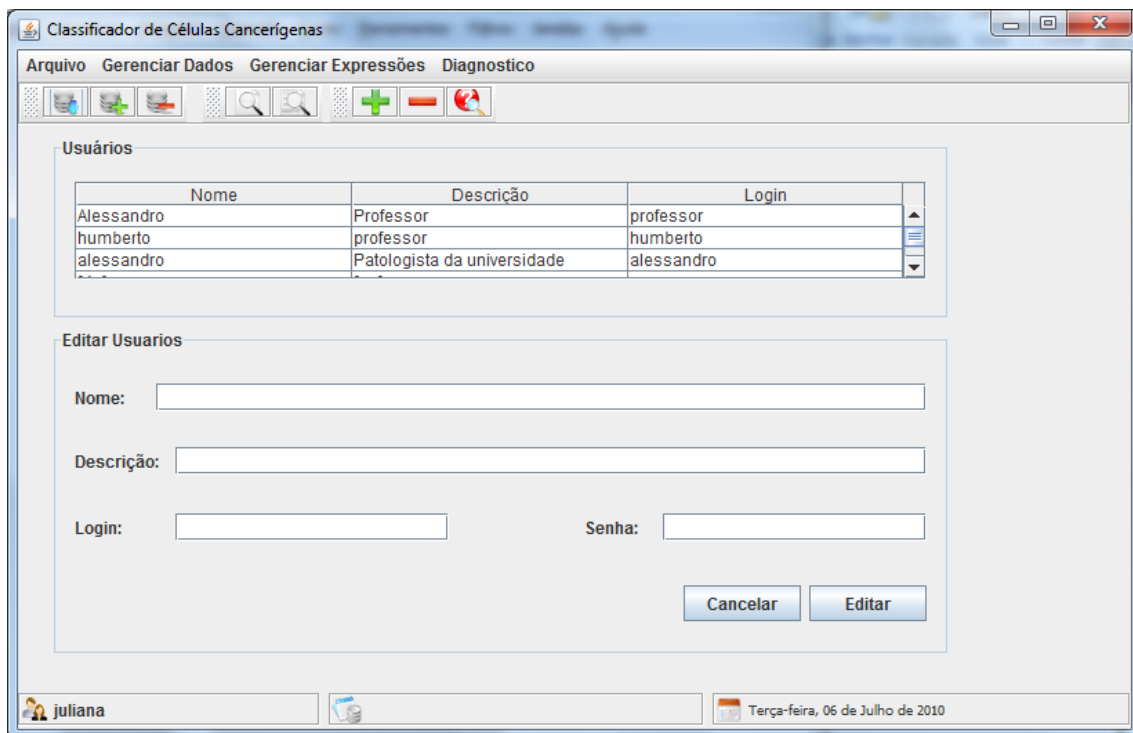 Classificador de Células Cancerígenas
Arquivo Gerenciar Dados Gerenciar Expressões Diagnostico
Usuários
Nome Descrição Login
Alessandro Professor professor
humberto professor humberto
alessandro Patologista da universidade alessandro
Editar Usuarios
Nome:
Descrição:
Login: Senha:
Cancelar Editar
juliana Terça-feira, 06 de Julho de 2010